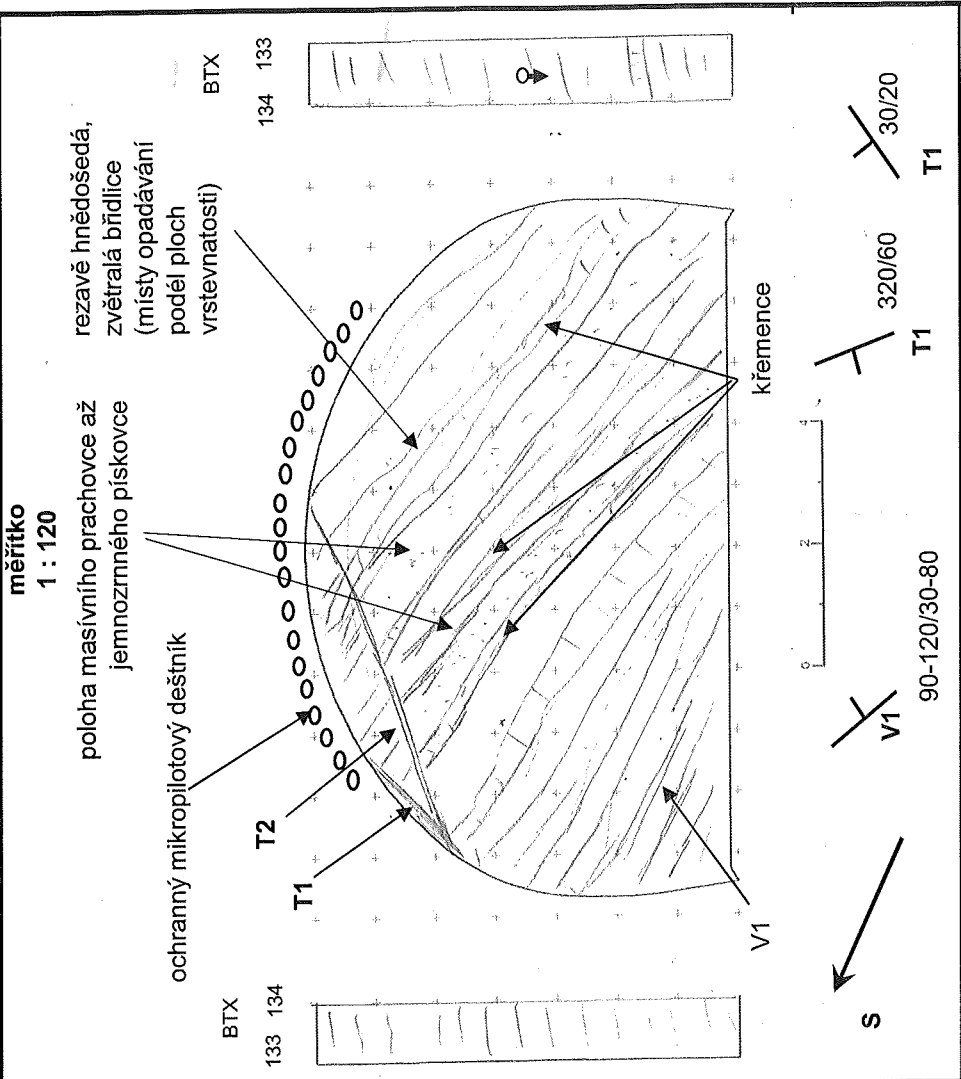 měřítko
1 : 120
poloha masívního prachovce až
jemnozrnného pískovce
rezavě hnědošedá,
zvětralá břidlice
(místy opadávání
podél ploch
vrstevnatosti)
ochranný mikropilotový deštník
T2
T1
BTX
133 134
BTX
134 133
V1
křemence
0 2 4
S
V1
90-120/30-80
T1
320/60
T1
30/20